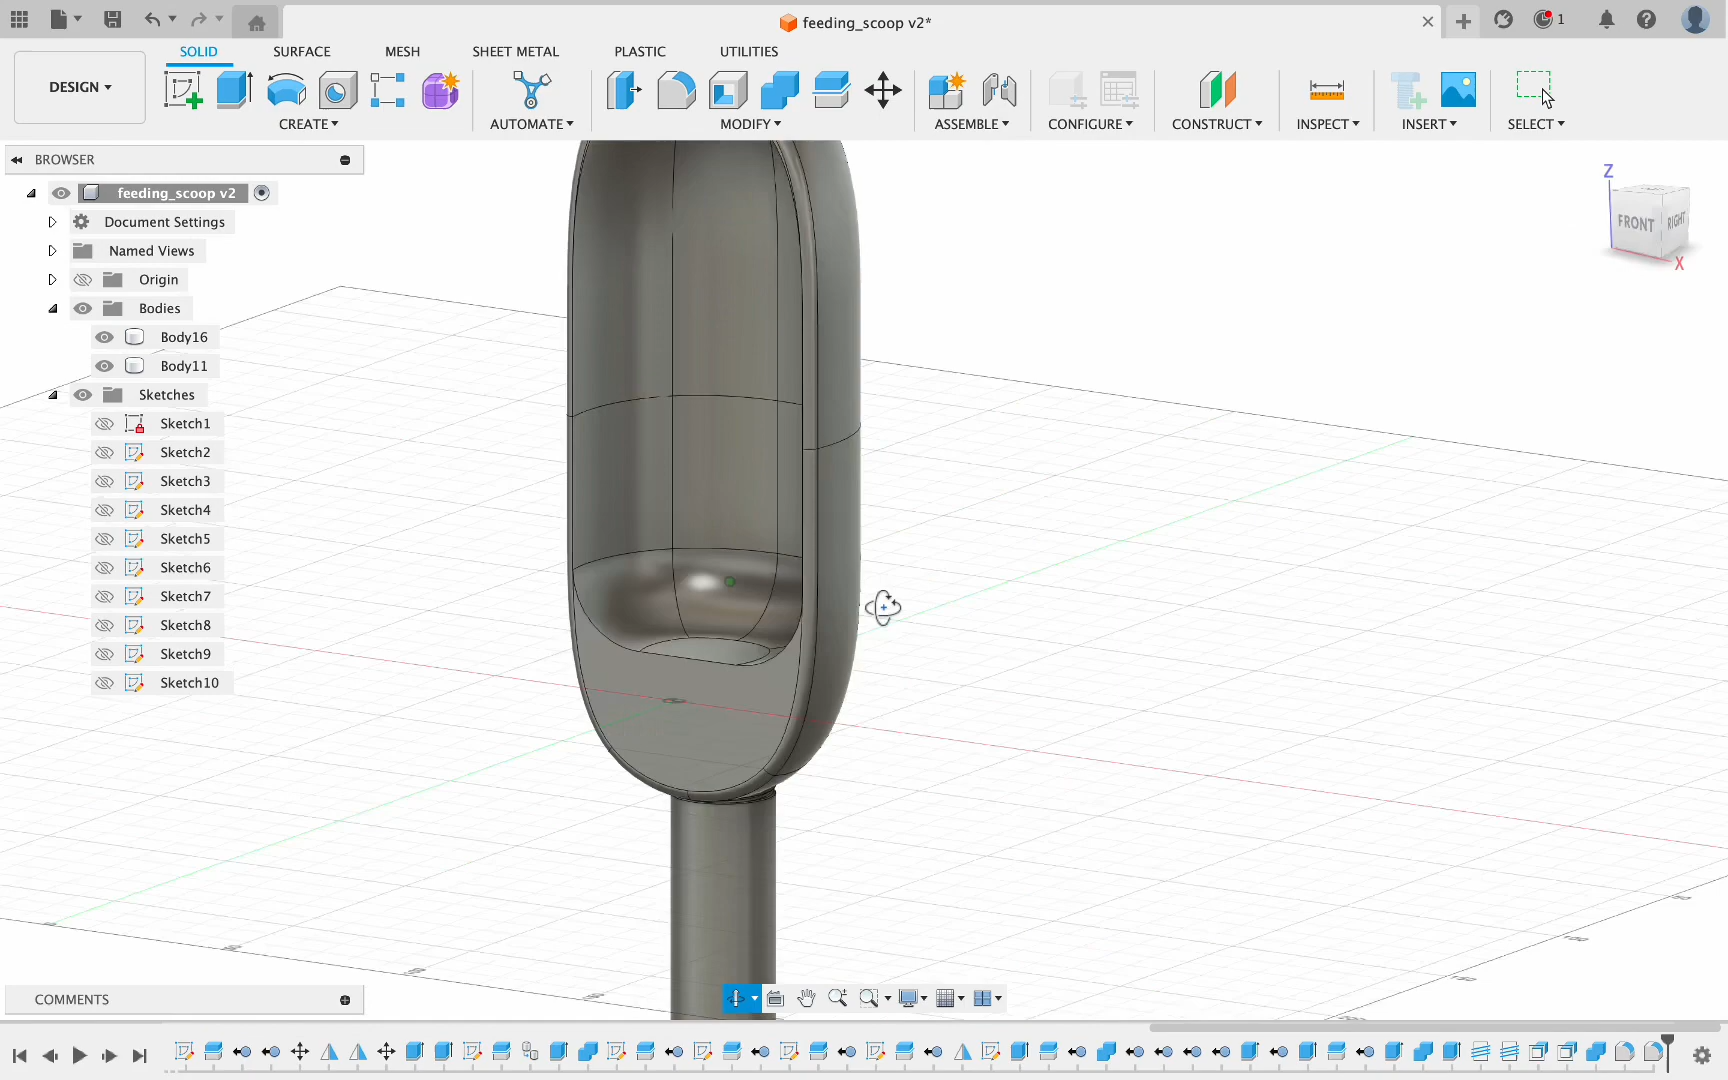 feeding_scoop v2*
1
DESIGN
SOLID
SURFACE
MESH
SHEET METAL
PLASTIC
UTILITIES
CREATE
AUTOMATE
MODIFY
ASSEMBLE
CONFIGURE
CONSTRUCT
INSPECT
INSERT
SELECT
BROWSER
feeding_scoop v2
Document Settings
Named Views
Origin
Bodies
Body16
Body11
Sketches
Sketch1
Sketch2
Sketch3
Sketch4
Sketch5
Sketch6
Sketch7
Sketch8
Sketch9
Sketch10
Z
FRONT
RIGHT
X
COMMENTS